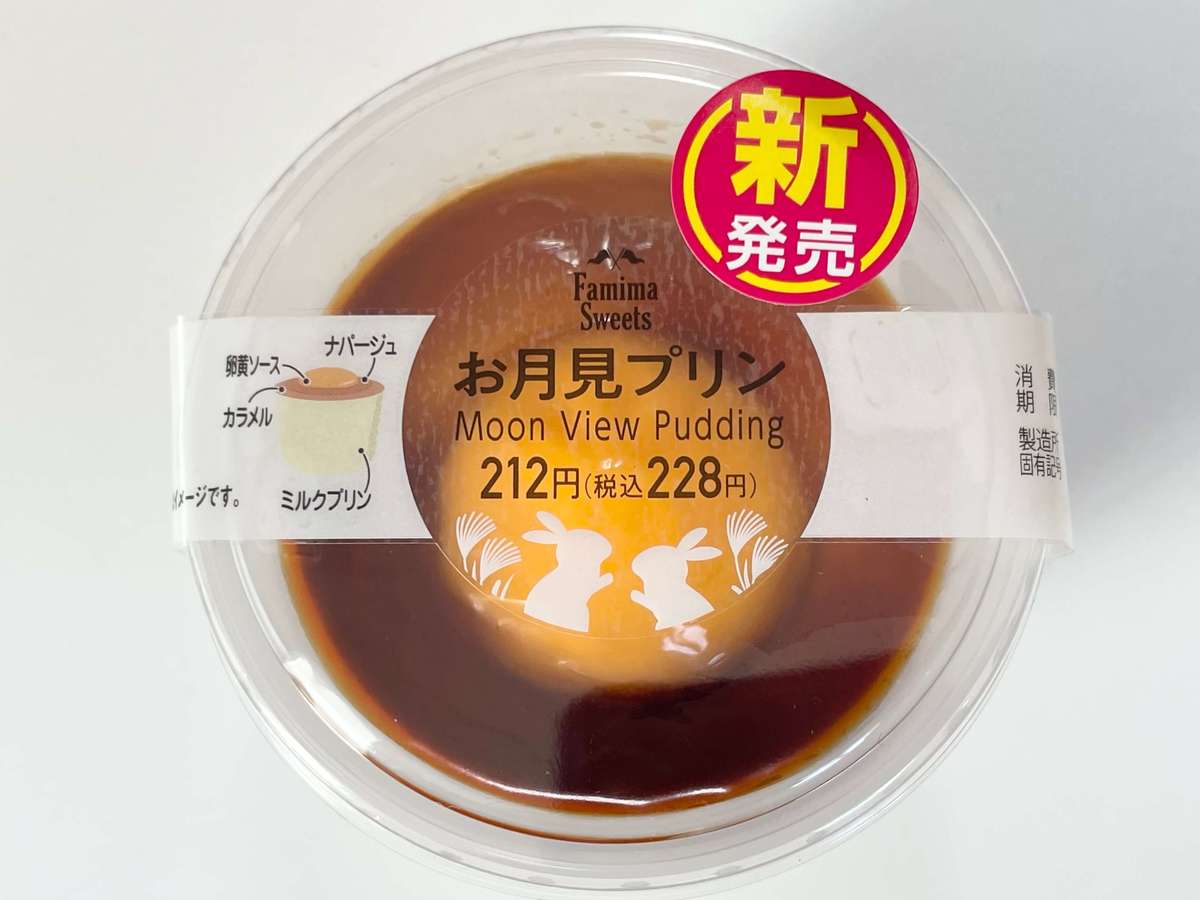 新
発売
Famima
Sweets
お月見プリン
Moon View Pudding
212円(税込228円)
ナパージュ
卵黄ソース
カラメル
ミルクプリン
イメージです。
消
期 限
製造所
固有記号